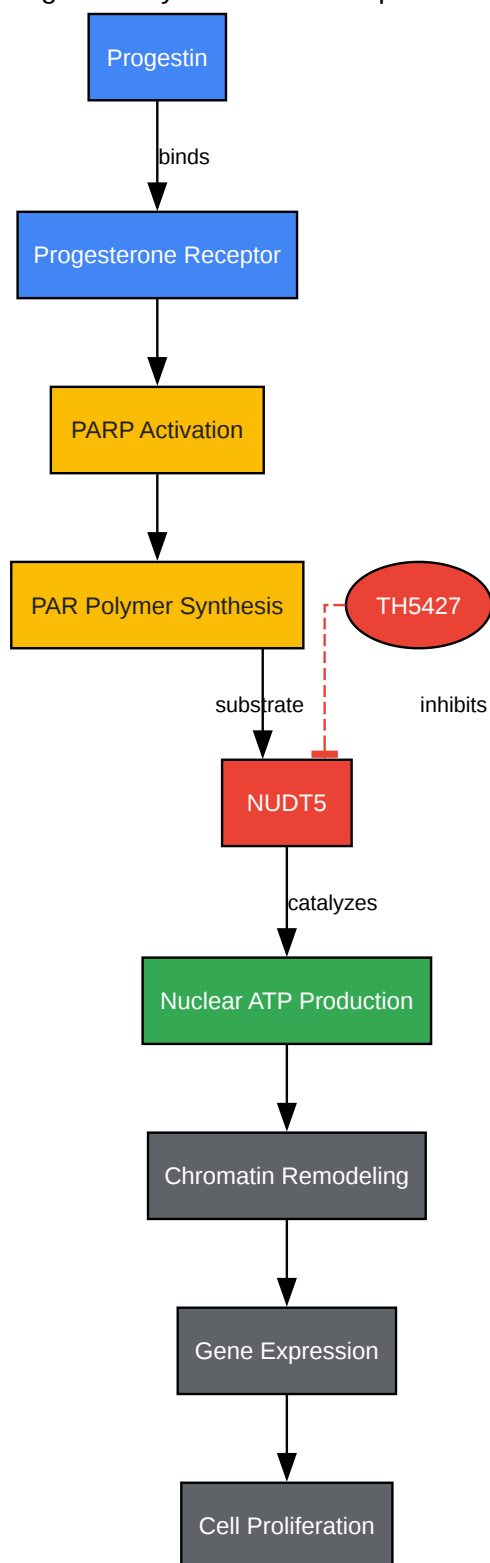 Progestin
binds
Progesterone Receptor
PARP Activation
PAR Polymer Synthesis
TH5427
substrate
inhibits
NUDT5
catalyzes
Nuclear ATP Production
Chromatin Remodeling
Gene Expression
Cell Proliferation